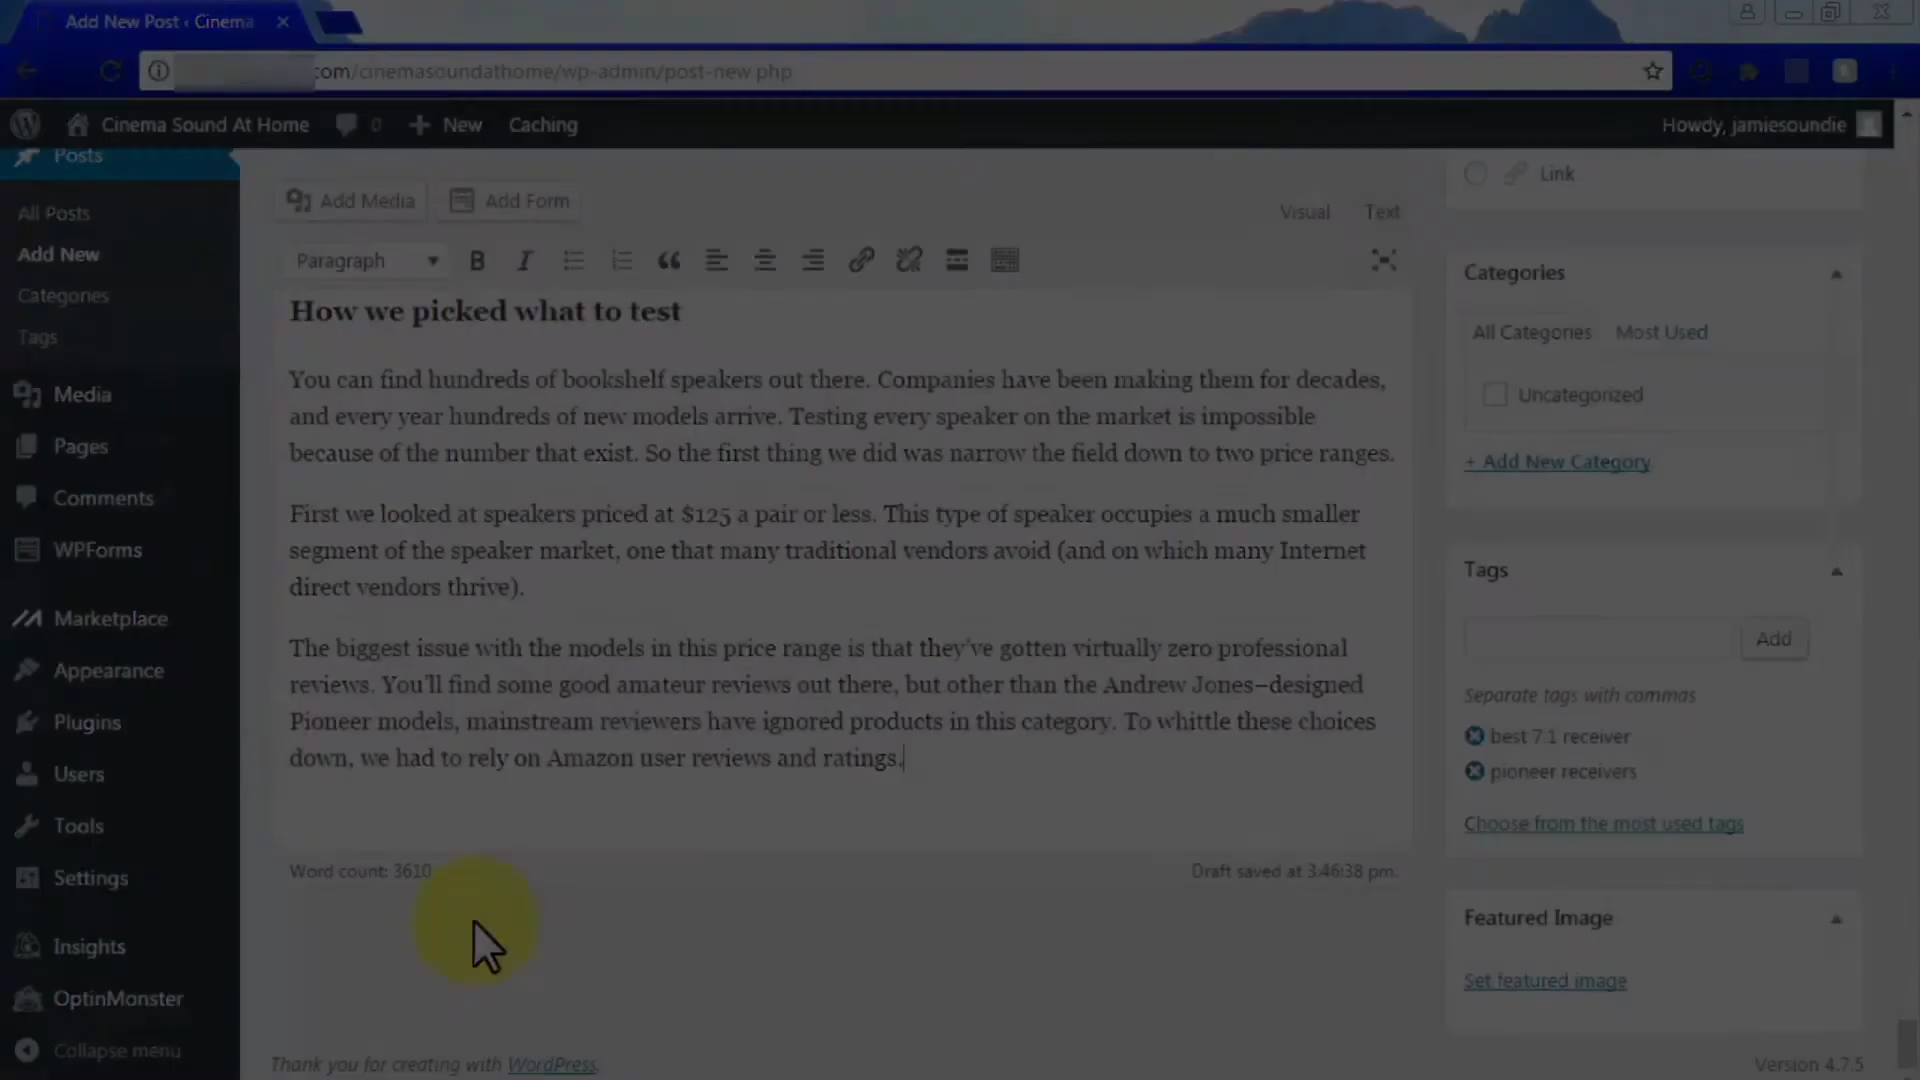 Add New Post ‹ Cinema
com/cinemasoundathome/wp-admin/post-new.php
Cinema Sound At Home 0 New Caching Howdy, jamiesoundie
Posts
All Posts
Add New
Categories
Tags
Media
Pages
Comments
WPForms
Marketplace
Appearance
Plugins
Users
Tools
Settings
Insights
OptinMonster
Collapse menu
Add Media Add Form
Visual Text
Paragraph
How we picked what to test
You can find hundreds of bookshelf speakers out there. Companies have been making them for decades,
and every year hundreds of new models arrive. Testing every speaker on the market is impossible
because of the number that exist. So the first thing we did was narrow the field down to two price ranges.
First we looked at speakers priced at $125 a pair or less. This type of speaker occupies a much smaller
segment of the speaker market, one that many traditional vendors avoid (and on which many Internet
direct vendors thrive).
The biggest issue with the models in this price range is that they've gotten virtually zero professional
reviews. You'll find some good amateur reviews out there, but other than the Andrew Jones–designed
Pioneer models, mainstream reviewers have ignored products in this category. To whittle these choices
down, we had to rely on Amazon user reviews and ratings.
Word count: 3610
Draft saved at 3:46:38 pm.
Thank you for creating with WordPress.
Link
Categories
All Categories Most Used
Uncategorized
+ Add New Category
Tags
Add
Separate tags with commas
best 7.1 receiver
pioneer receivers
Choose from the most used tags
Featured Image
Set featured image
Version 4.7.5